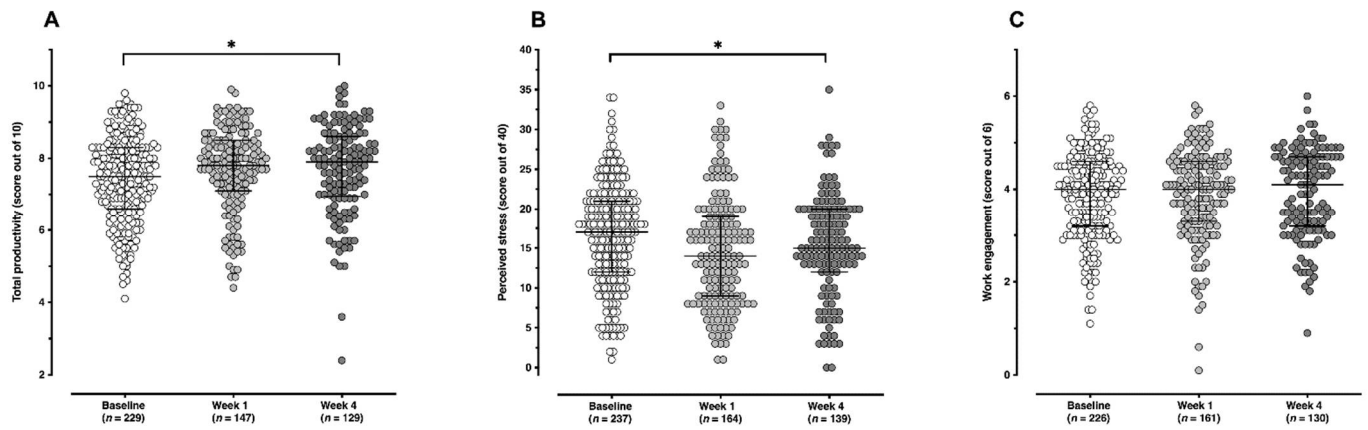 A
Total productivity (score out of 10)
10
8
6
4
2
*
Baseline
(n = 229)
Week 1
(n = 147)
Week 4
(n = 129)
B
Perceived stress (score out of 40)
40
35
30
25
20
15
10
5
0
*
Baseline
(n = 237)
Week 1
(n = 164)
Week 4
(n = 139)
C
Work engagement (score out of 6)
6
4
2
0
Baseline
(n = 226)
Week 1
(n = 161)
Week 4
(n = 130)